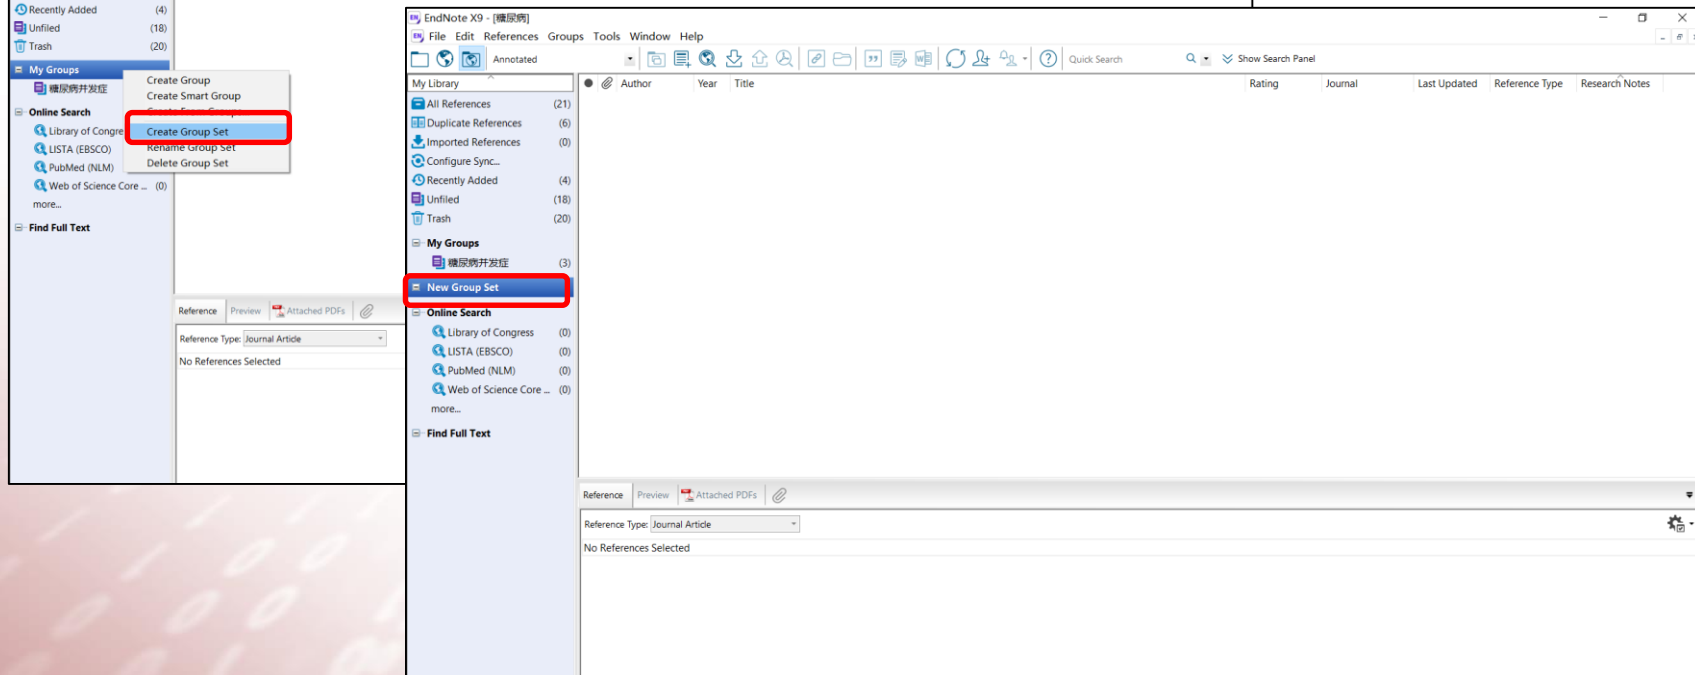 Recently Added (4)
Unfiled (18)
Trash (20)
My Groups
糖尿病并发症
Online Search
Library of Congre
LISTA (EBSCO)
PubMed (NLM)
Web of Science Core ... (0)
more...
Find Full Text
Create Group
Create Smart Group
Create From Groups
Create Group Set
Rename Group Set
Delete Group Set
Reference Preview Attached PDFs
Reference Type: Journal Article
No References Selected
EndNote X9 - [糖尿病]
File Edit References Groups Tools Window Help
Annotated Quick Search Show Search Panel
My Library
Author Year Title Rating Journal Last Updated Reference Type Research Notes
All References (21)
Duplicate References (6)
Imported References (0)
Configure Sync...
Recently Added (4)
Unfiled (18)
Trash (20)
My Groups
糖尿病并发症 (3)
New Group Set
Online Search
Library of Congress (0)
LISTA (EBSCO) (0)
PubMed (NLM) (0)
Web of Science Core ... (0)
more...
Find Full Text
Reference Preview Attached PDFs
Reference Type: Journal Article
No References Selected